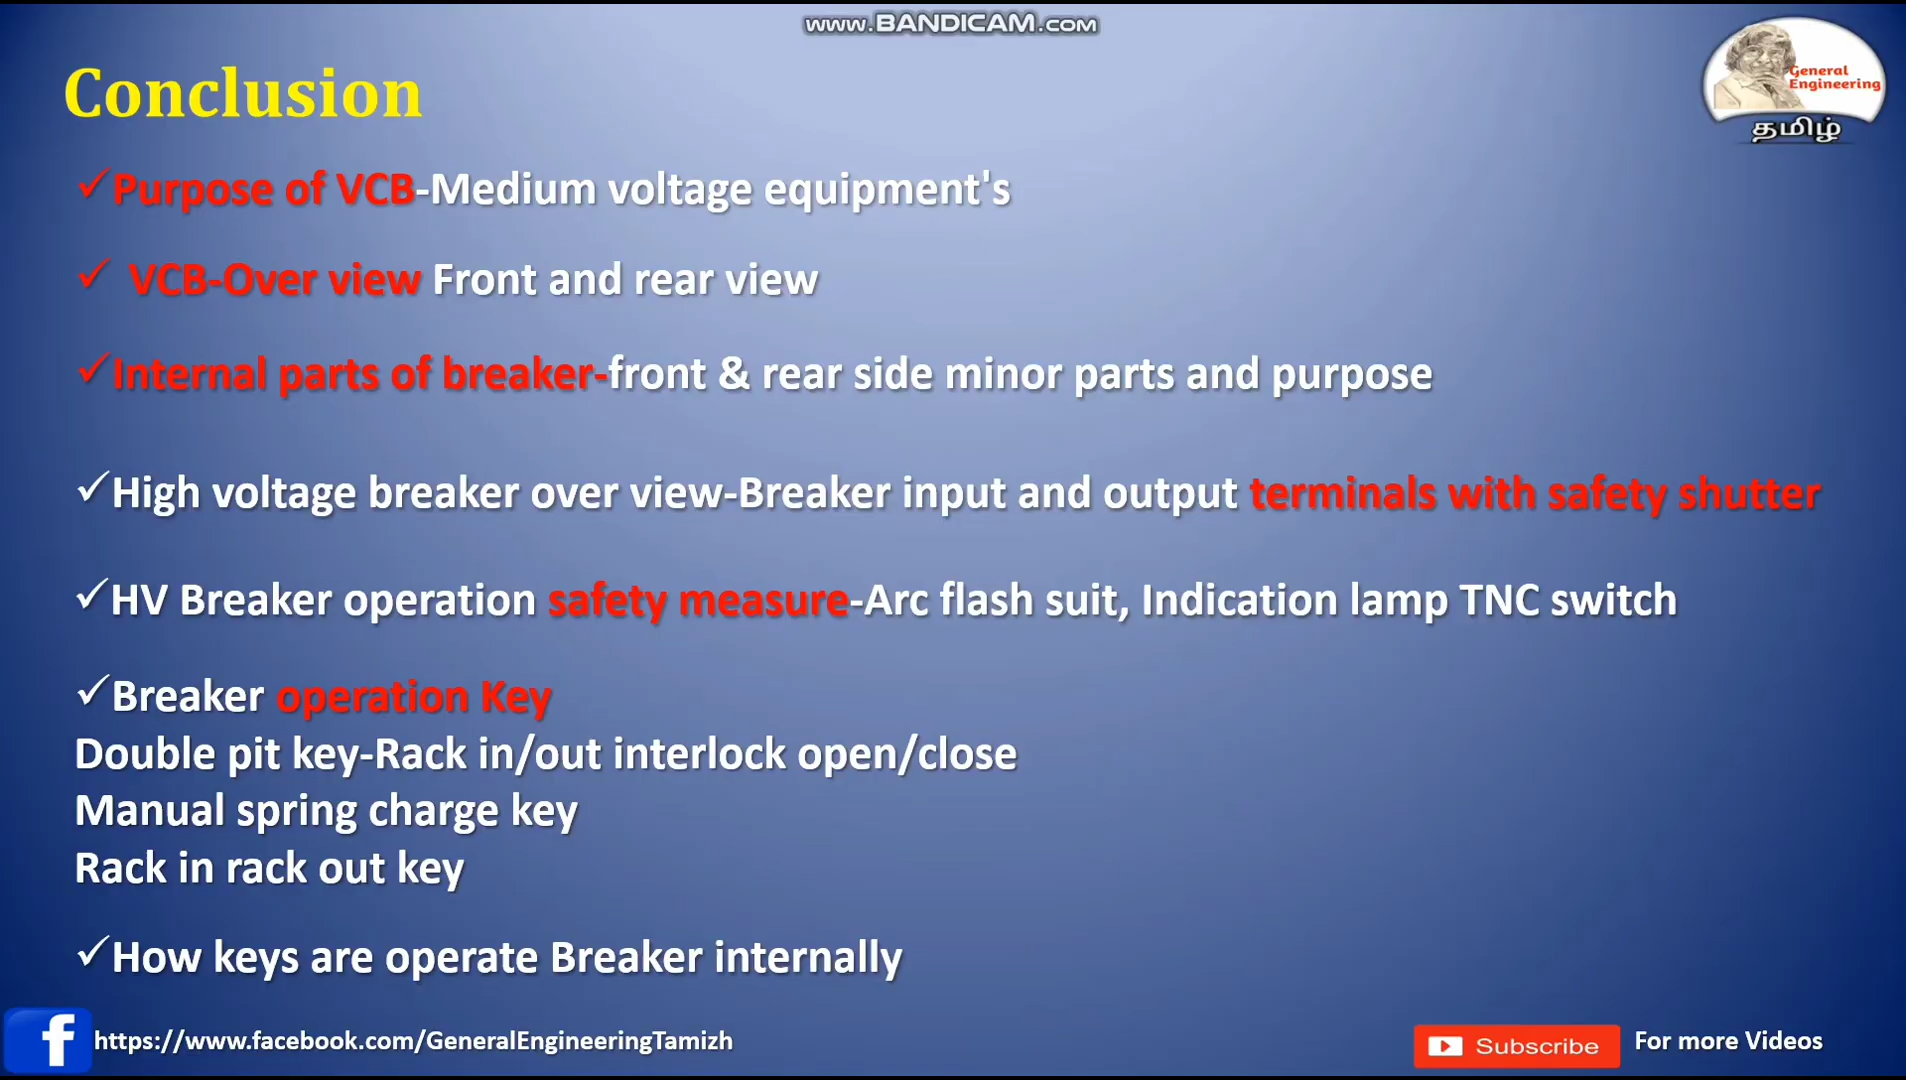 www.BANDICAM.com
General
Engineering
தமிழ்
Conclusion
✓Purpose of VCB-Medium voltage equipment's
✓ VCB-Over view Front and rear view
✓Internal parts of breaker-front & rear side minor parts and purpose
✓High voltage breaker over view-Breaker input and output terminals with safety shutter
✓HV Breaker operation safety measure-Arc flash suit, Indication lamp TNC switch
✓Breaker operation Key
Double pit key-Rack in/out interlock open/close
Manual spring charge key
Rack in rack out key
✓How keys are operate Breaker internally
f https://www.facebook.com/GeneralEngineeringTamizh
Subscribe For more Videos